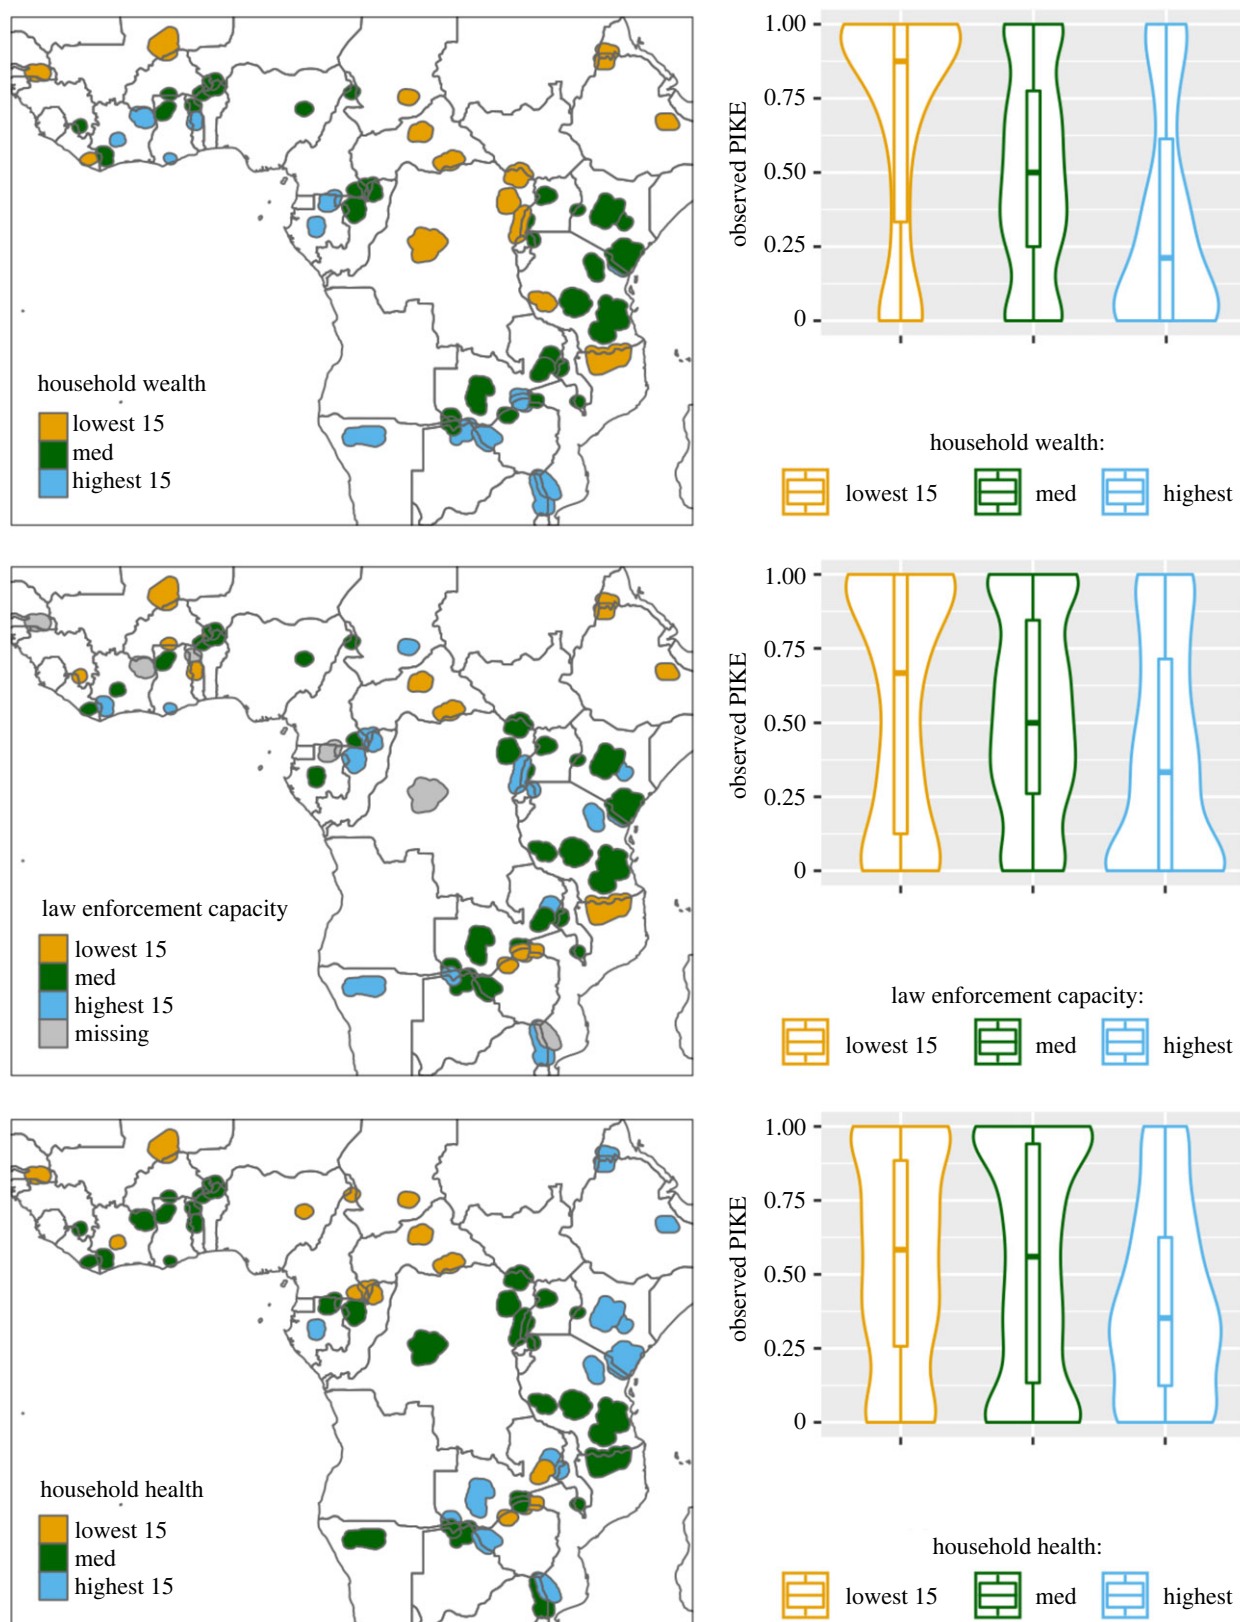 household wealth
lowest 15
med
highest 15
observed PIKE
1.00
0.75
0.50
0.25
0
household wealth:
lowest 15 med highest
law enforcement capacity
lowest 15
med
highest 15
missing
observed PIKE
1.00
0.75
0.50
0.25
0
law enforcement capacity:
lowest 15 med highest
household health
lowest 15
med
highest 15
observed PIKE
1.00
0.75
0.50
0.25
0
household health:
lowest 15 med highest